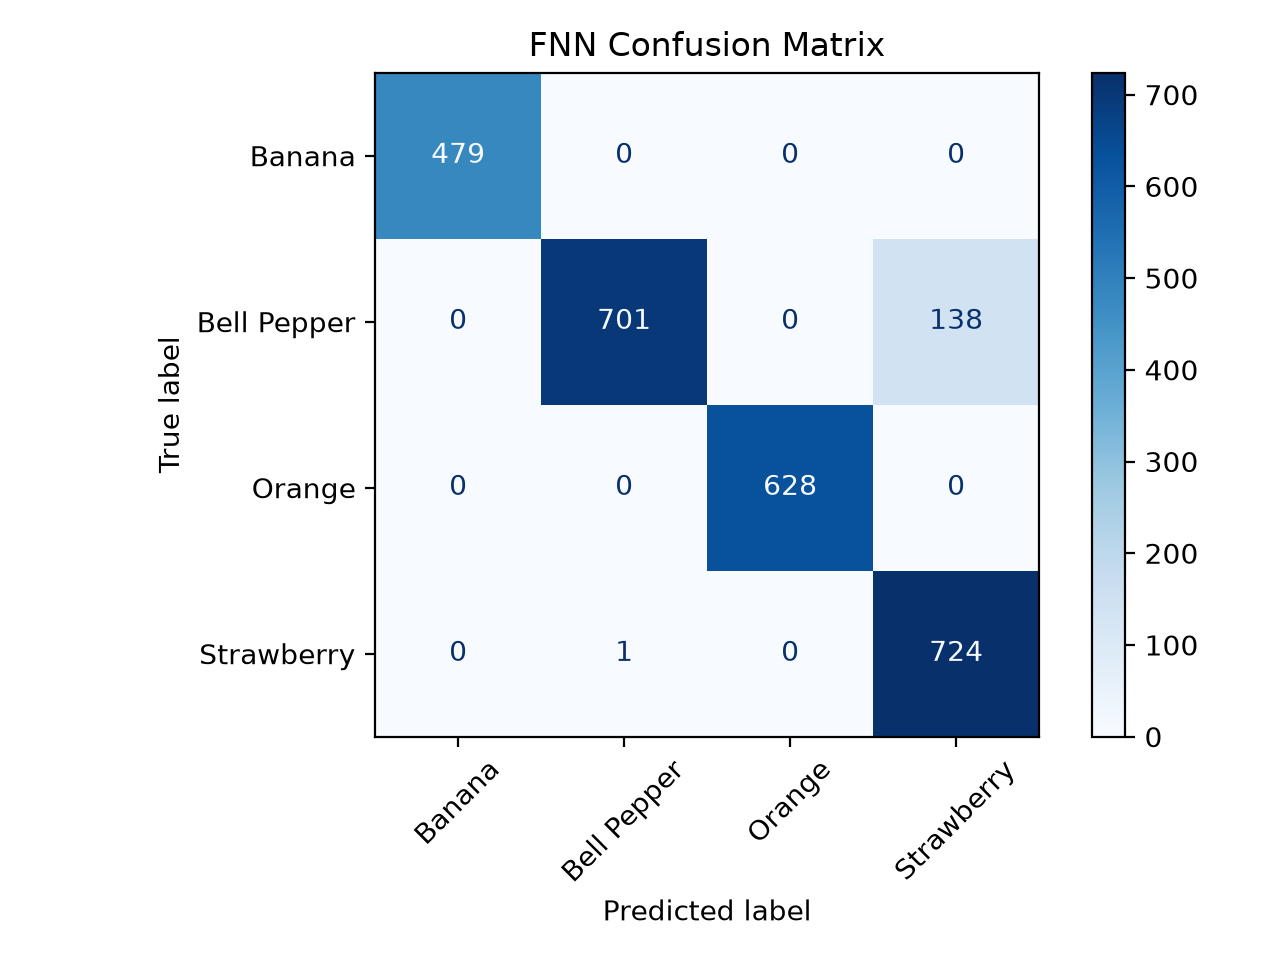 FNN Confusion Matrix
Banana 479 0 0 0
Bell Pepper 0 701 0 138
Orange 0 0 628 0
Strawberry 0 1 0 724
True label
Banana Bell Pepper Orange Strawberry
Predicted label
700
600
500
400
300
200
100
0